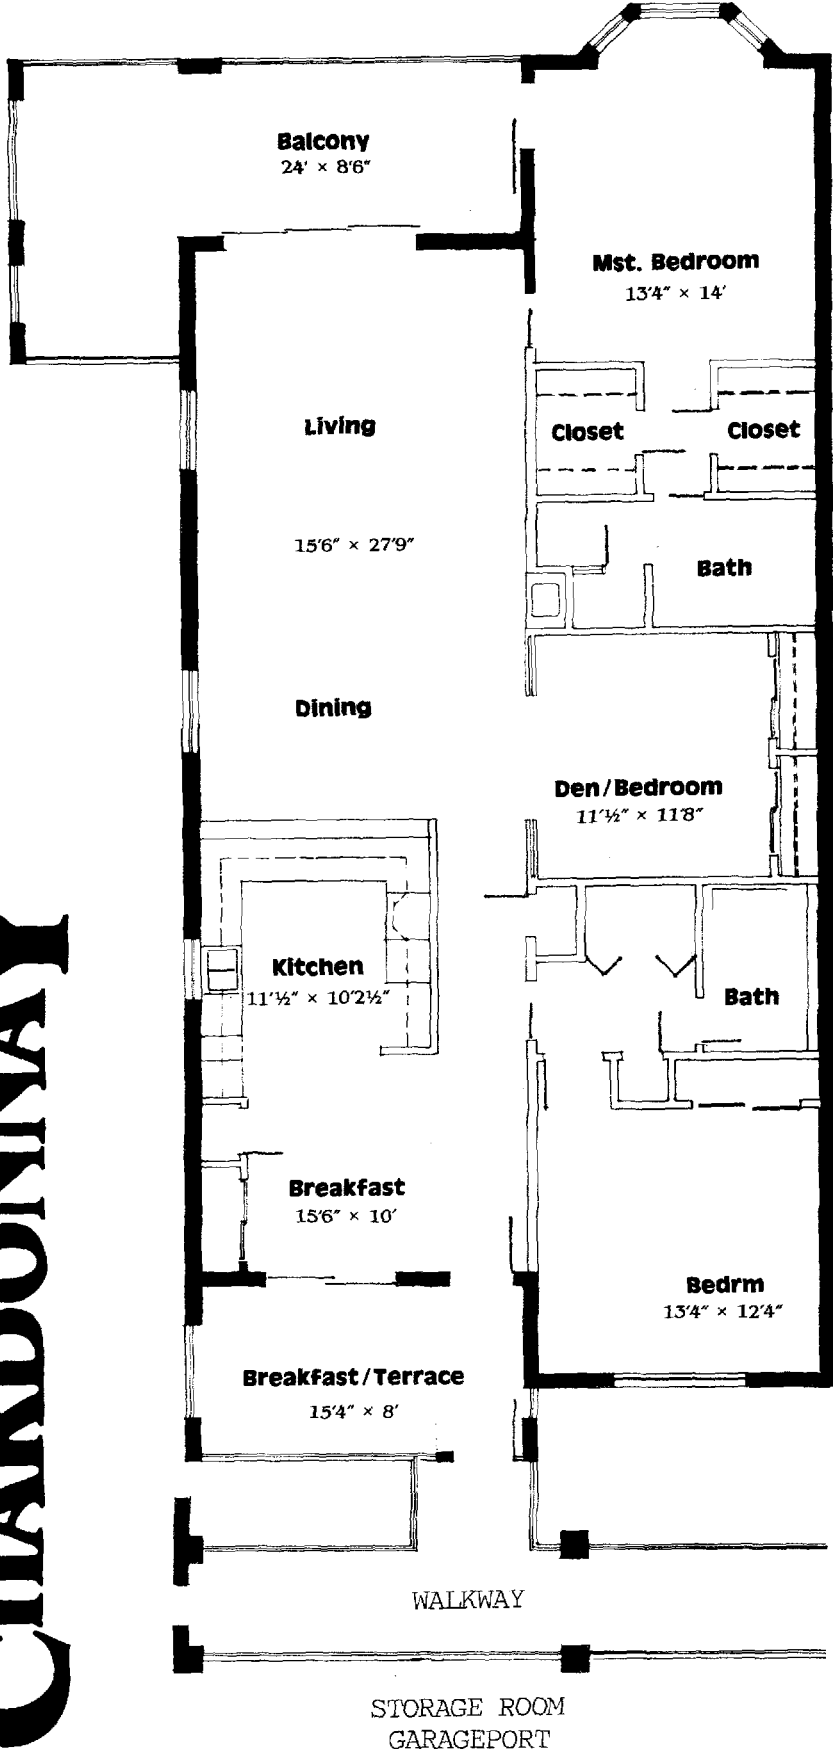 Balcony
24' × 8'6"
Mst. Bedroom
13'4" × 14'
Living
Closet
Closet
15'6" × 27'9"
Bath
Dining
Den/Bedroom
11'½" × 11'8"
Kitchen
11'½" × 10'2½"
Bath
Breakfast
15'6" × 10'
Bedrm
13'4" × 12'4"
Breakfast/Terrace
15'4" × 8'
WALKWAY
STORAGE ROOM
GARAGEPORT
CHARDONNAY